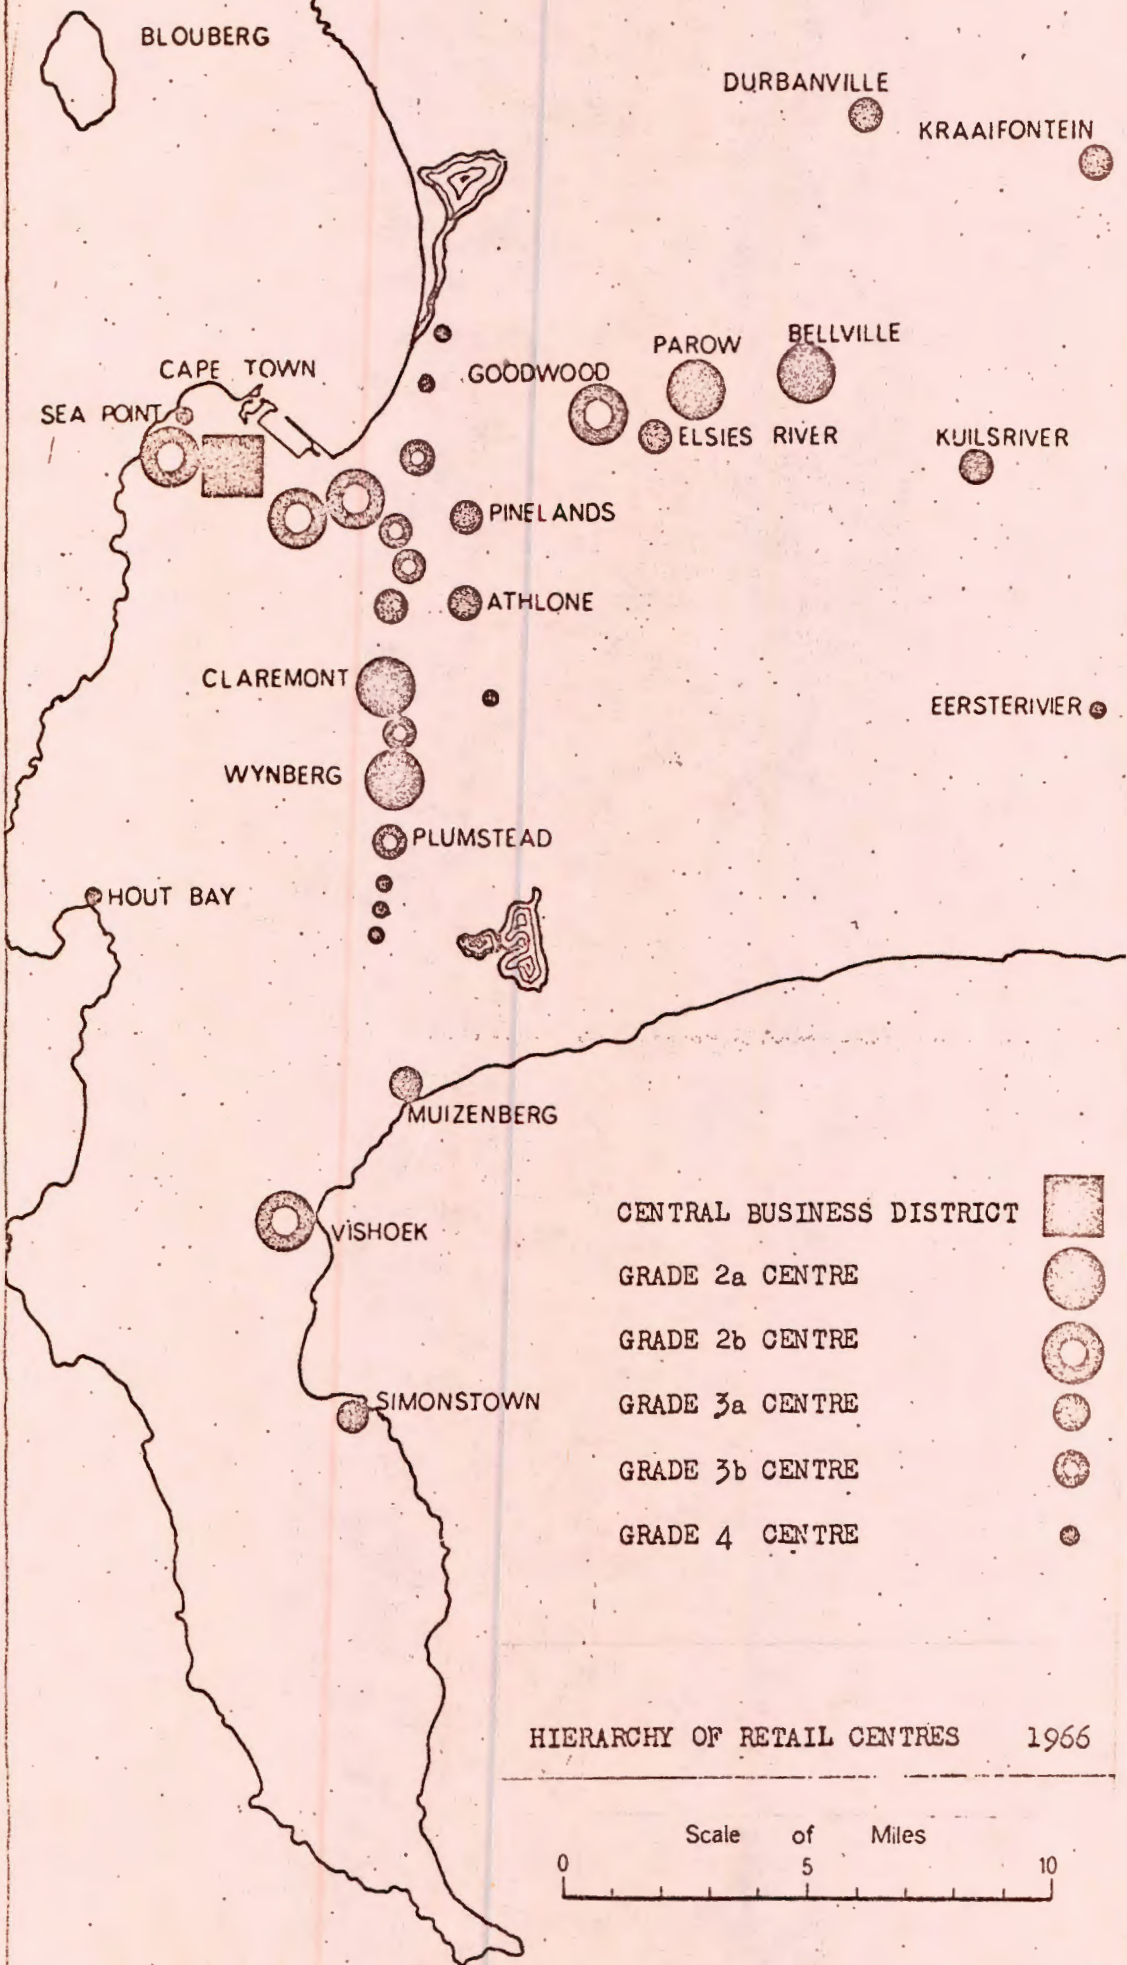 BLOUBERG
DURBANVILLE
KRAAIFONTEIN
BELLVILLE
PAROW
CAPE TOWN
GOODWOOD
SEA POINT
ELSIES RIVER
KUILSRIVER
PINELANDS
ATHLONE
CLAREMONT
EERSTERIVIER
WYNBERG
PLUMSTEAD
HOUT BAY
MUIZENBERG
VISHOEK
SIMONSTOWN
CENTRAL BUSINESS DISTRICT
GRADE 2a CENTRE
GRADE 2b CENTRE
GRADE 3a CENTRE
GRADE 3b CENTRE
GRADE 4 CENTRE
HIERARCHY OF RETAIL CENTRES 1966
Scale of Miles
0 5 10